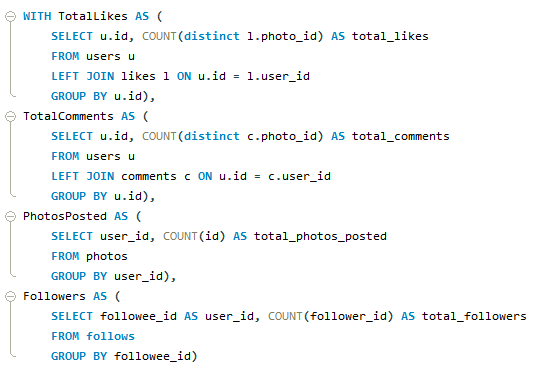 WITH TotalLikes AS (
SELECT u.id, COUNT(distinct l.photo_id) AS total_likes
FROM users u
LEFT JOIN likes l ON u.id = l.user_id
GROUP BY u.id),
TotalComments AS (
SELECT u.id, COUNT(distinct c.photo_id) AS total_comments
FROM users u
LEFT JOIN comments c ON u.id = c.user_id
GROUP BY u.id),
PhotosPosted AS (
SELECT user_id, COUNT(id) AS total_photos_posted
FROM photos
GROUP BY user_id),
Followers AS (
SELECT followee_id AS user_id, COUNT(follower_id) AS total_followers
FROM follows
GROUP BY followee_id)